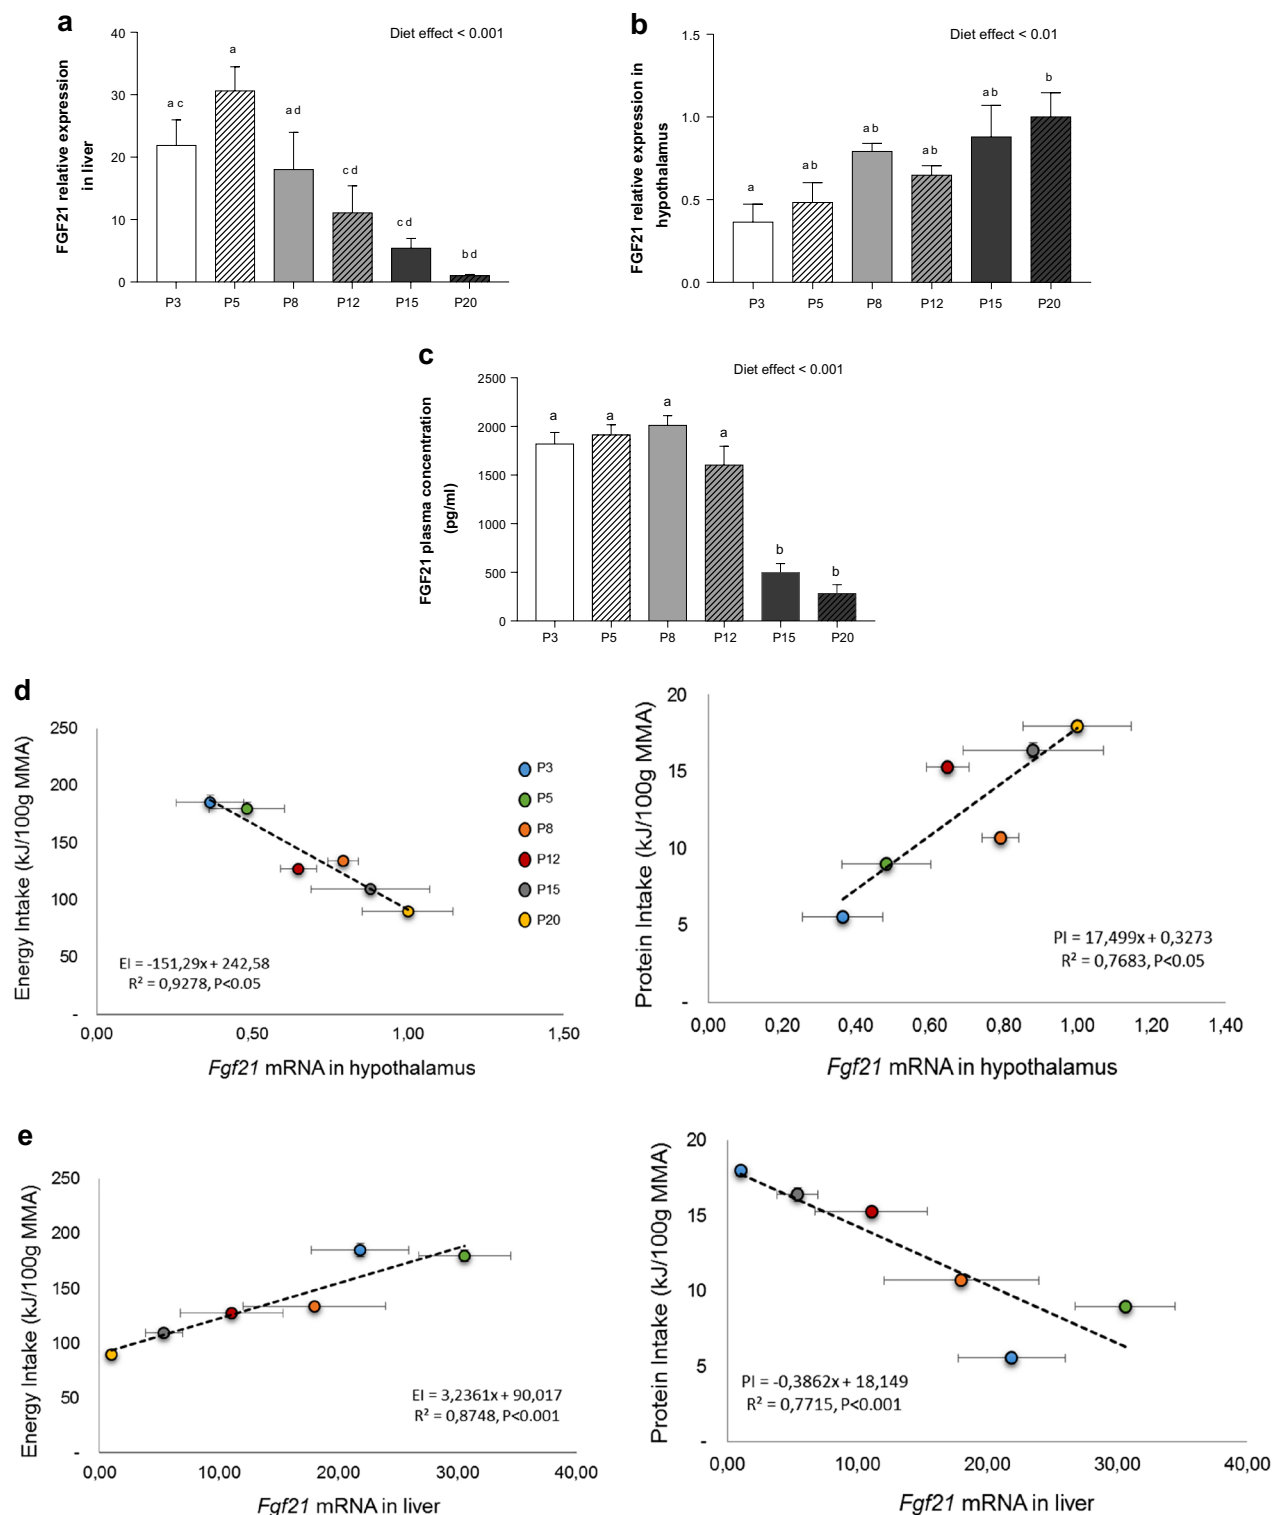 a
Diet effect < 0.001
FGF21 relative expression
in liver
40
30
20
10
0
a c
a
a d
c d
c d
b d
P3 P5 P8 P12 P15 P20
b
Diet effect < 0.01
FGF21 relative expression in
hypothalamus
1.5
1.0
0.5
0.0
a
a b
a b
a b
a b
b
P3 P5 P8 P12 P15 P20
c
Diet effect < 0.001
FGF21 plasma concentration
(pg/ml)
2500
2000
1500
1000
500
0
a
a
a
a
b
b
P3 P5 P8 P12 P15 P20
d
Energy Intake (kJ/100g MMA)
250
200
150
100
50
-
P3
P5
P8
P12
P15
P20
EI = -151,29x + 242,58
R² = 0,9278, P<0.05
0,00 0,50 1,00 1,50
Fgf21 mRNA in hypothalamus
Protein Intake (kJ/100g MMA)
20
15
10
5
-
PI = 17,499x + 0,3273
R² = 0,7683, P<0.05
0,00 0,20 0,40 0,60 0,80 1,00 1,20 1,40
Fgf21 mRNA in hypothalamus
e
Energy Intake (kJ/100g MMA)
250
200
150
100
50
-
EI = 3,2361x + 90,017
R² = 0,8748, P<0.001
0,00 10,00 20,00 30,00 40,00
Fgf21 mRNA in liver
Protein Intake (kJ/100g MMA)
20
15
10
5
-
PI = -0,3862x + 18,149
R² = 0,7715, P<0.001
0,00 10,00 20,00 30,00 40,00
Fgf21 mRNA in liver